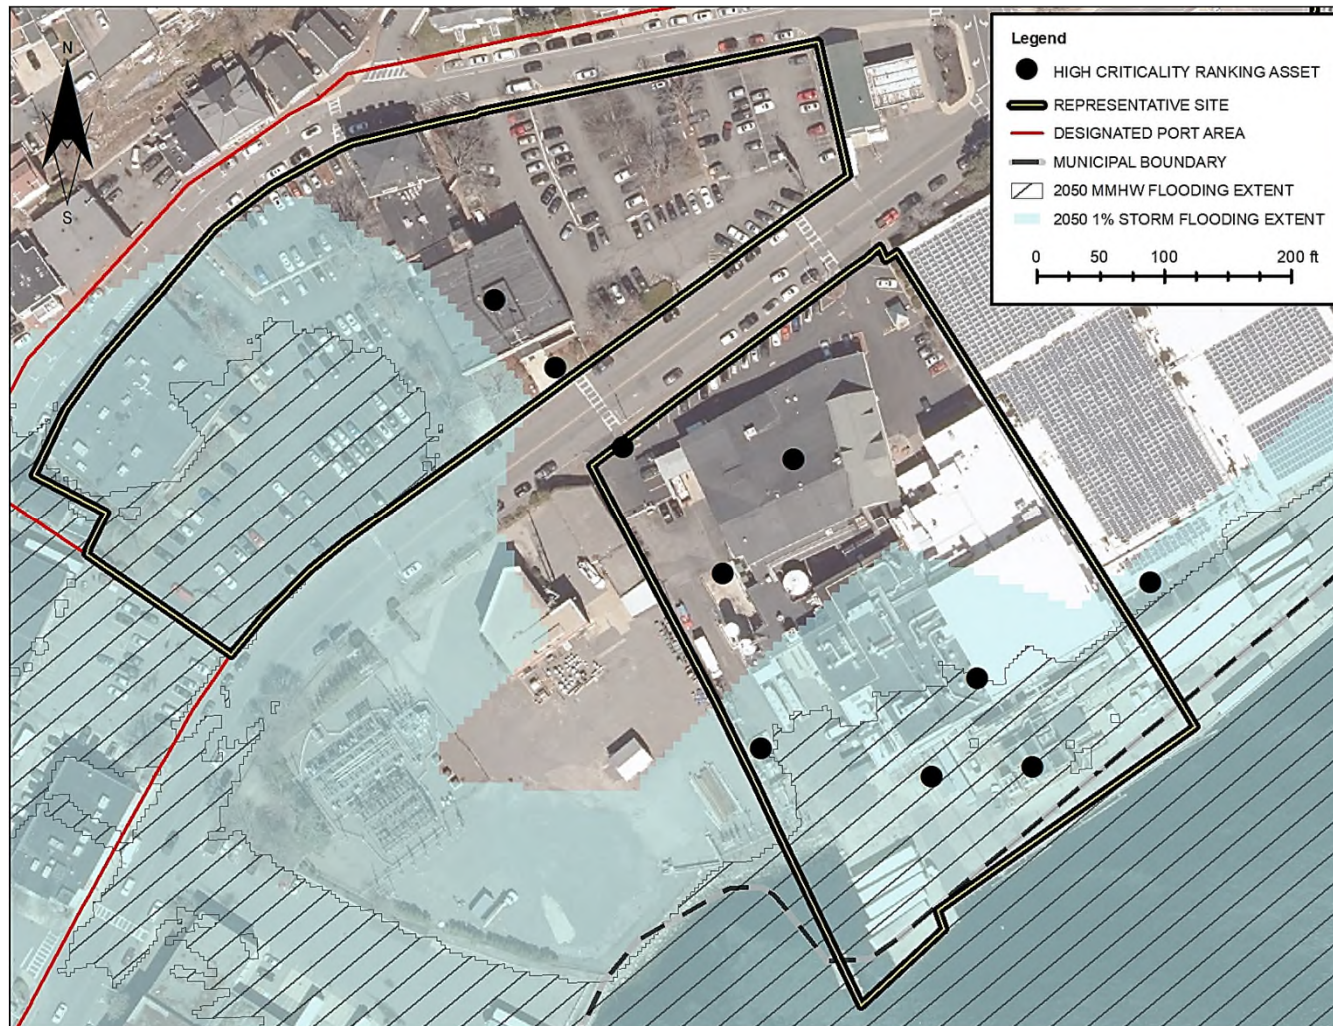 N
S
Legend
HIGH CRITICALITY RANKING ASSET
REPRESENTATIVE SITE
DESIGNATED PORT AREA
MUNICIPAL BOUNDARY
2050 MMHW FLOODING EXTENT
2050 1% STORM FLOODING EXTENT
0 50 100 200 ft